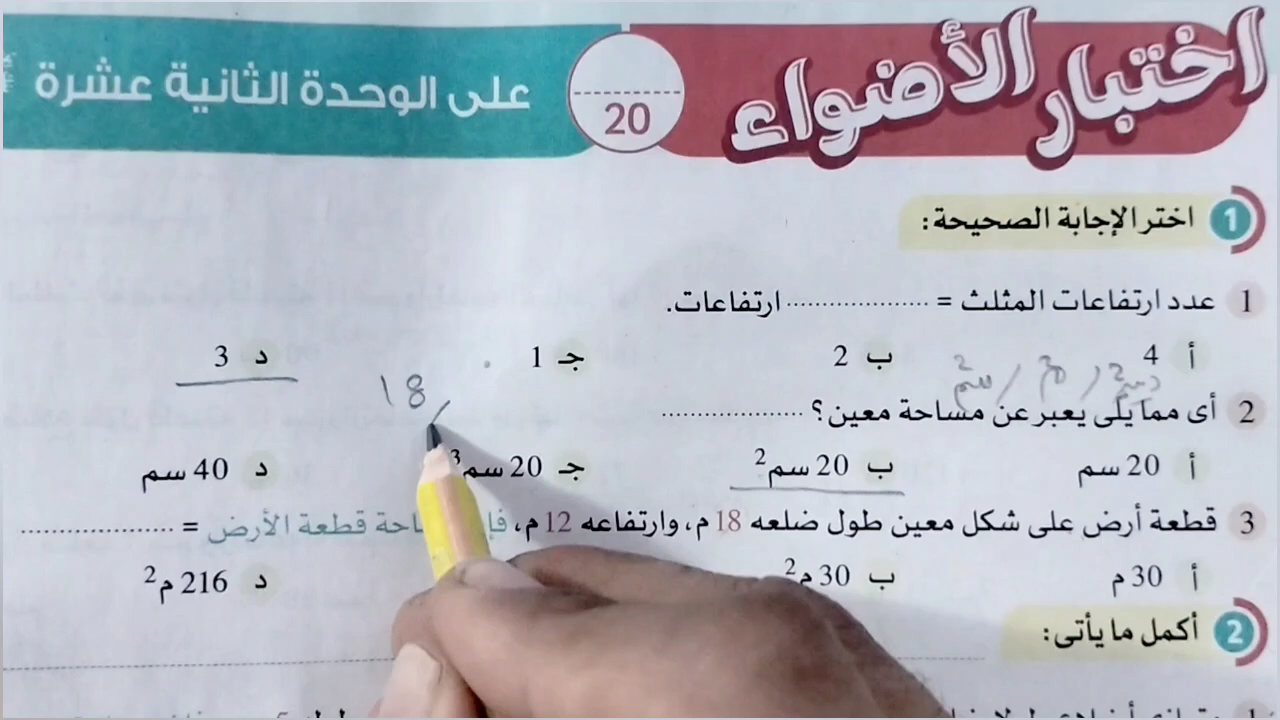 اختبار الأضواء
20
على الوحدة الثانية عشرة
1 اختر الإجابة الصحيحة:
1 عدد ارتفاعات المثلث = .................. ارتفاعات.
أ 4 ب 2 جـ 1 د 3
18/
دسم² / م² / سم²
2 أى مما يلى يعبر عن مساحة معين؟ ..................
أ 20 سم ب 20 سم² جـ 20 سم³ د 40 سم
3 قطعة أرض على شكل معين طول ضلعه 18 م، وارتفاعه 12 م، مساحة قطعة الأرض = ..................
أ 30 م ب 30 م² د 216 م²
2 أكمل ما يأتى: